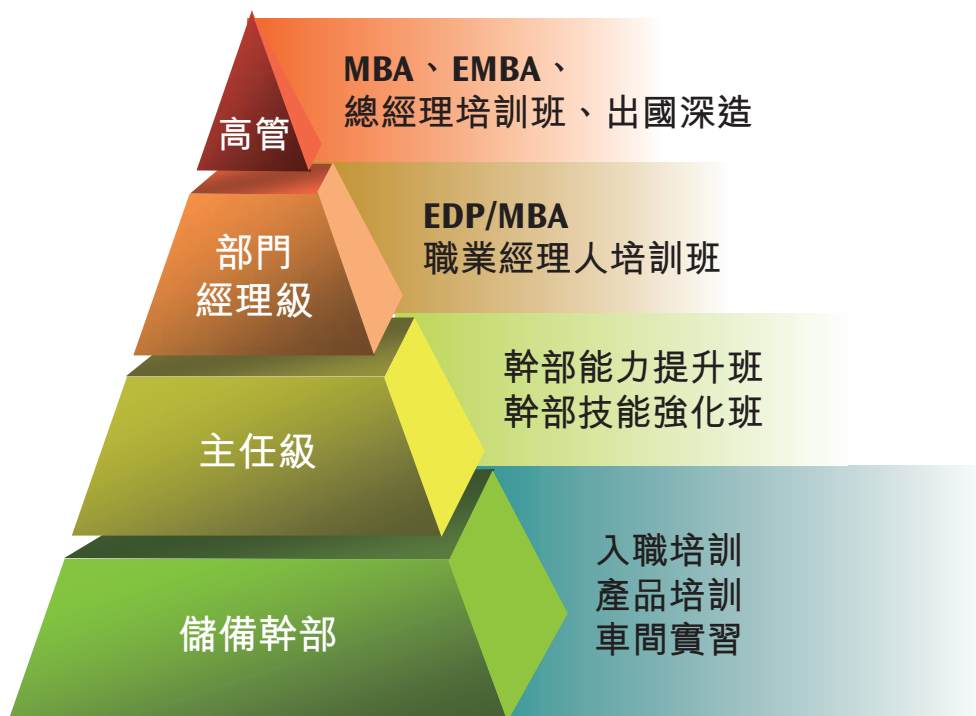 高管
MBA、EMBA、
總經理培訓班、出國深造
部門
經理級
EDP/MBA
職業經理人培訓班
主任級
幹部能力提升班
幹部技能強化班
儲備幹部
入職培訓
產品培訓
車間實習